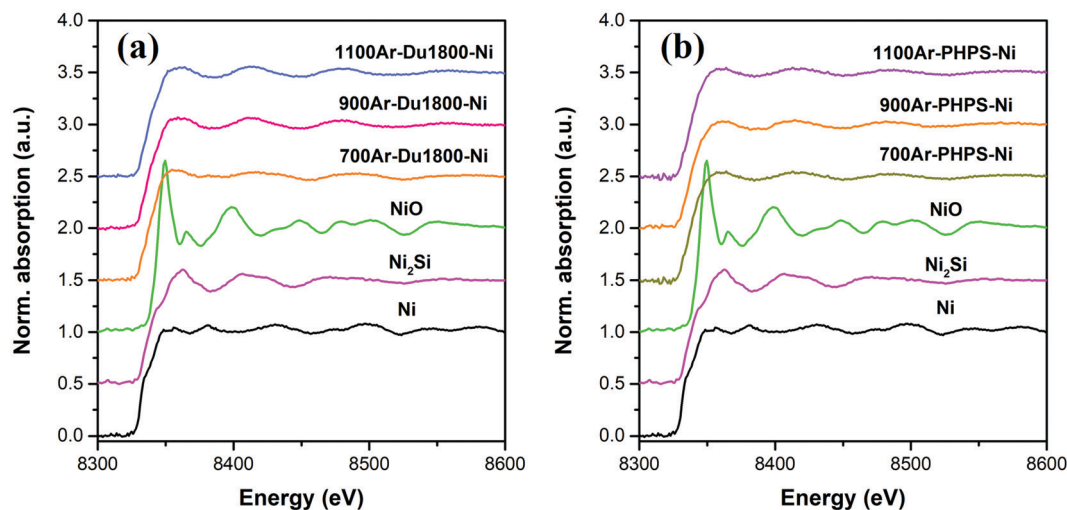 (a)
4.0
3.5
3.0
2.5
2.0
1.5
1.0
0.5
0.0
Norm. absorption (a.u.)
1100Ar-Du1800-Ni
900Ar-Du1800-Ni
700Ar-Du1800-Ni
NiO
Ni₂Si
Ni
8300 8400 8500 8600
Energy (eV)
(b)
4.0
3.5
3.0
2.5
2.0
1.5
1.0
0.5
0.0
Norm. absorption (a.u.)
1100Ar-PHPS-Ni
900Ar-PHPS-Ni
700Ar-PHPS-Ni
NiO
Ni₂Si
Ni
8300 8400 8500 8600
Energy (eV)